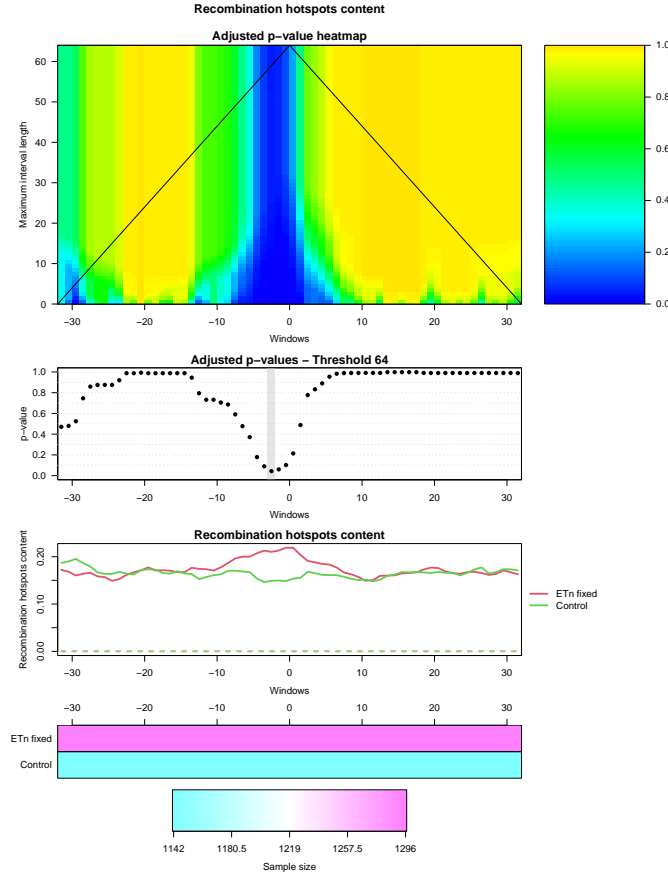 Recombination hotspots content
Adjusted p−value heatmap
Maximum interval length
0 10 20 30 40 50 60
−30 −20 −10 0 10 20 30
Windows
1.0
0.8
0.6
0.4
0.2
0.0
Adjusted p−values − Threshold 64
p−value
1.0
0.8
0.6
0.4
0.2
0.0
−30 −20 −10 0 10 20 30
Windows
Recombination hotspots content
Recombination hotspots content
0.20
0.10
0.00
−30 −20 −10 0 10 20 30
Windows
ETn fixed
Control
−30 −20 −10 0 10 20 30
ETn fixed
Control
1142 1180.5 1219 1257.5 1296
Sample size